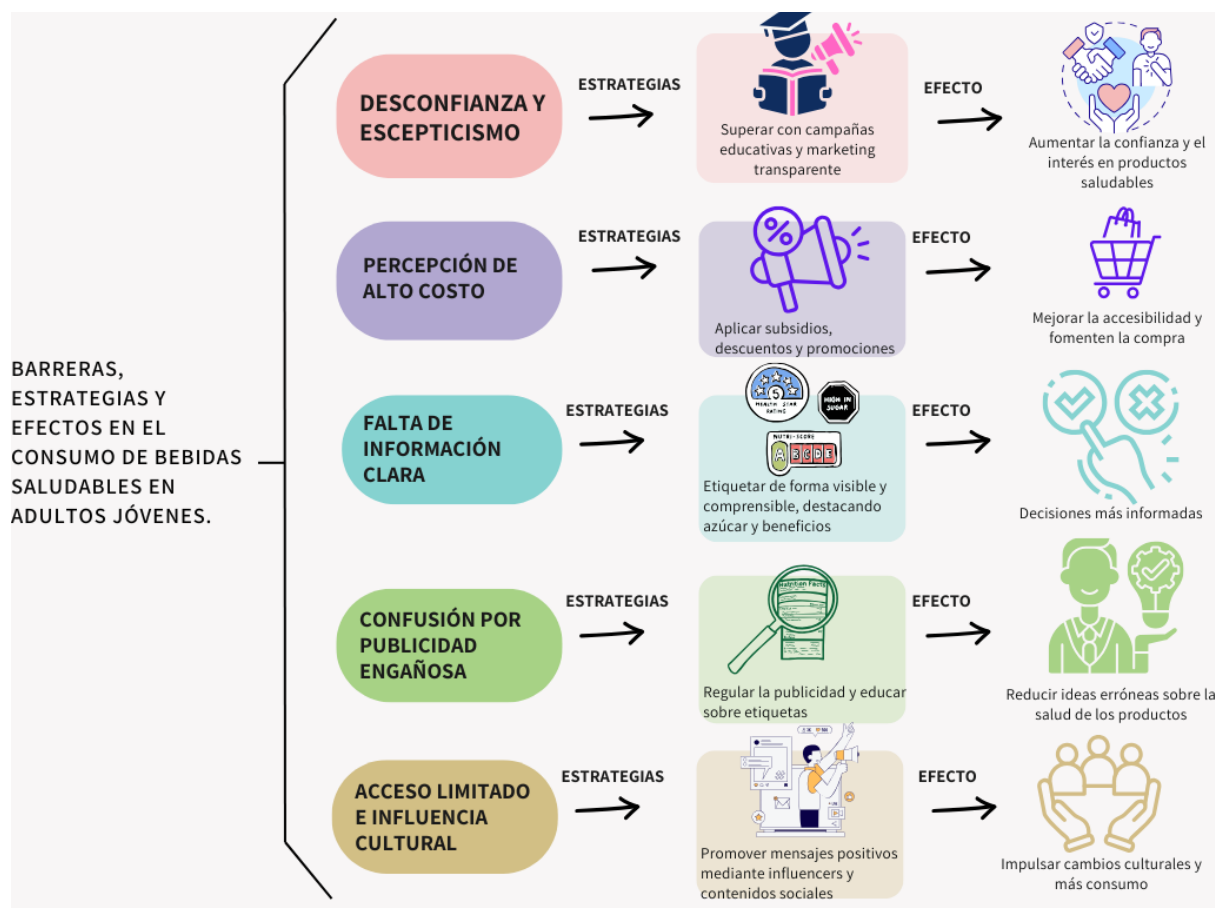 BARRERAS,
ESTRATEGIAS Y
EFECTOS EN EL
CONSUMO DE BEBIDAS
SALUDABLES EN
ADULTOS JÓVENES.
DESCONFIANZA Y
ESCEPTICISMO
ESTRATEGIAS
Superar con campañas
educativas y marketing
transparente
EFECTO
Aumentar la confianza y el
interés en productos
saludables
PERCEPCIÓN DE
ALTO COSTO
ESTRATEGIAS
%
Aplicar subsidios,
descuentos y promociones
EFECTO
Mejorar la accesibilidad y
fomenten la compra
FALTA DE
INFORMACIÓN
CLARA
ESTRATEGIAS
5
HEALTH STAR
RATING
HIGH IN
SUGAR
NUTRI-SCORE
A B C D E
Etiquetar de forma visible y
comprensible, destacando
azúcar y beneficios
EFECTO
Decisiones más informadas
CONFUSIÓN POR
PUBLICIDAD
ENGAÑOSA
ESTRATEGIAS
Nutrition Facts
Regular la publicidad y educar
sobre etiquetas
EFECTO
Reducir ideas erróneas sobre la
salud de los productos
ACCESO LIMITADO
E INFLUENCIA
CULTURAL
ESTRATEGIAS
Promover mensajes positivos
mediante influencers y
contenidos sociales
EFECTO
Impulsar cambios culturales y
más consumo